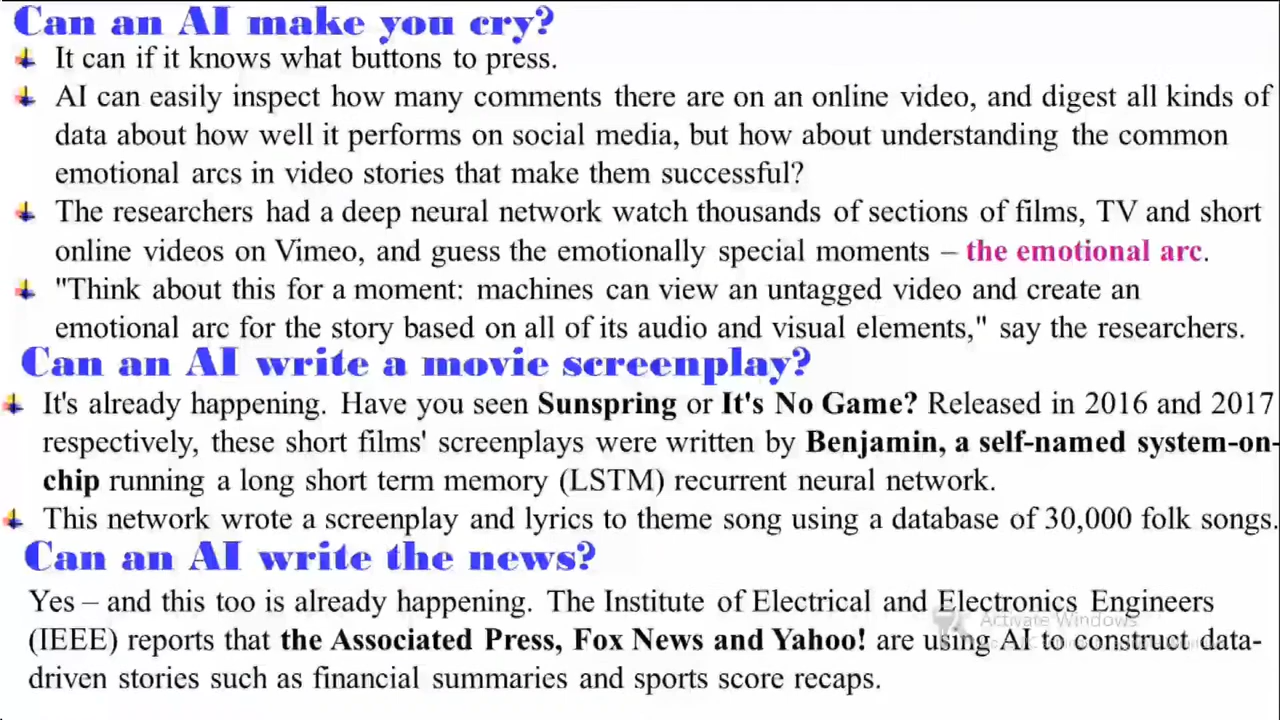 Can an AI make you cry?
It can if it knows what buttons to press.
AI can easily inspect how many comments there are on an online video, and digest all kinds of
data about how well it performs on social media, but how about understanding the common
emotional arcs in video stories that make them successful?
The researchers had a deep neural network watch thousands of sections of films, TV and short
online videos on Vimeo, and guess the emotionally special moments – the emotional arc.
"Think about this for a moment: machines can view an untagged video and create an
emotional arc for the story based on all of its audio and visual elements," say the researchers.
Can an AI write a movie screenplay?
It's already happening. Have you seen Sunspring or It's No Game? Released in 2016 and 2017
respectively, these short films' screenplays were written by Benjamin, a self-named system-on-
chip running a long short term memory (LSTM) recurrent neural network.
This network wrote a screenplay and lyrics to theme song using a database of 30,000 folk songs.
Can an AI write the news?
Yes – and this too is already happening. The Institute of Electrical and Electronics Engineers
Activate Windows
(IEEE) reports that the Associated Press, Fox News and Yahoo! are using AI to construct data-
driven stories such as financial summaries and sports score recaps.